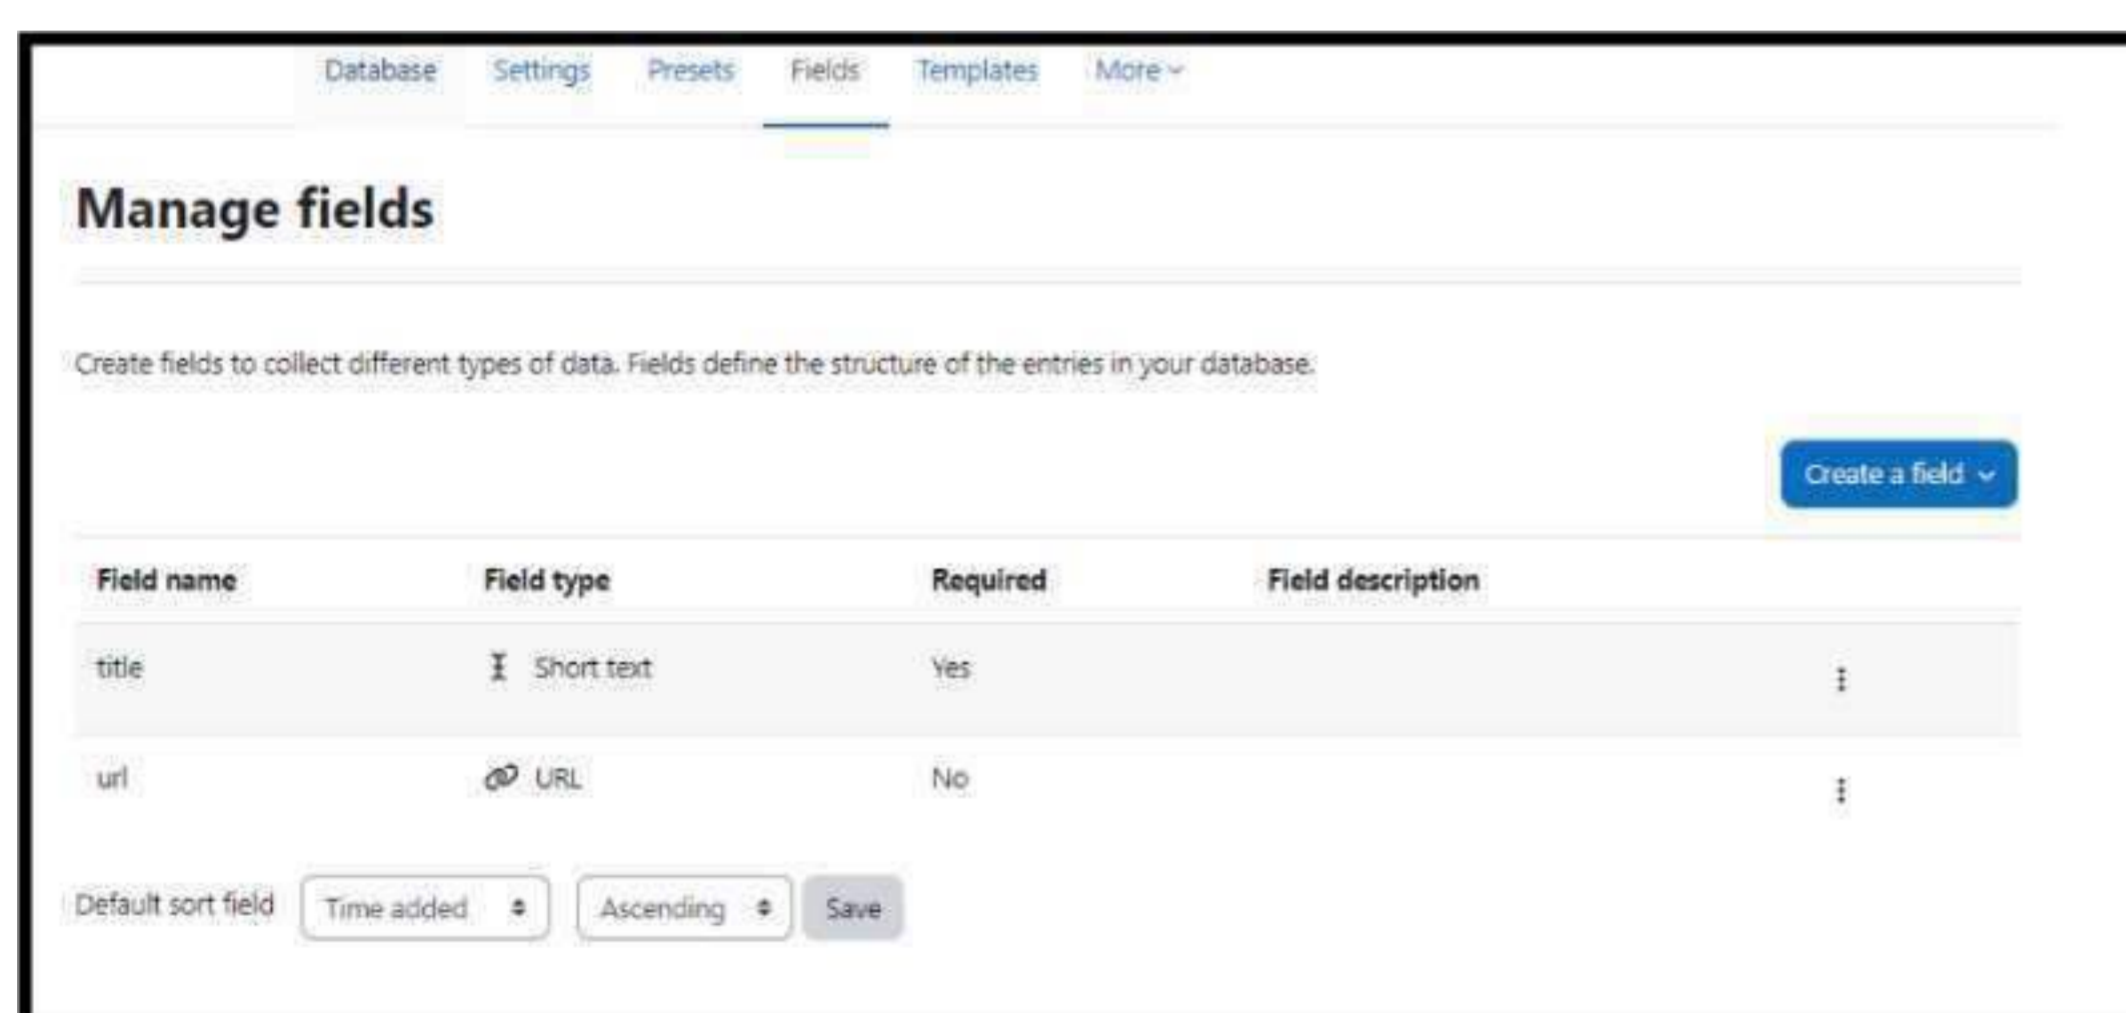 Database Settings Presets Fields Templates More
Manage fields
Create fields to collect different types of data. Fields define the structure of the entries in your database.
Create a field
Field name Field type Required Field description
title Short text Yes
url URL No
Default sort field Time added Ascending Save